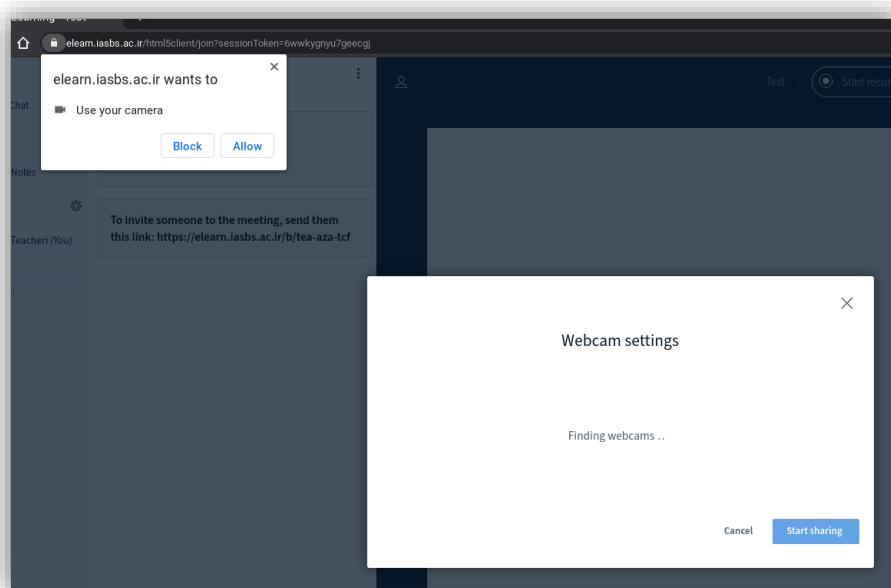 elearn.iasbs.ac.ir/html5client/join?sessionToken=6wwkygnyu7geecgj
elearn.iasbs.ac.ir wants to
Use your camera
Block
Allow
Chat
Notes
Teacheri (You)
To invite someone to the meeting, send them
this link: https://elearn.iasbs.ac.ir/b/tea-aza-tcf
Test
Start recor
Webcam settings
Finding webcams ..
Cancel
Start sharing